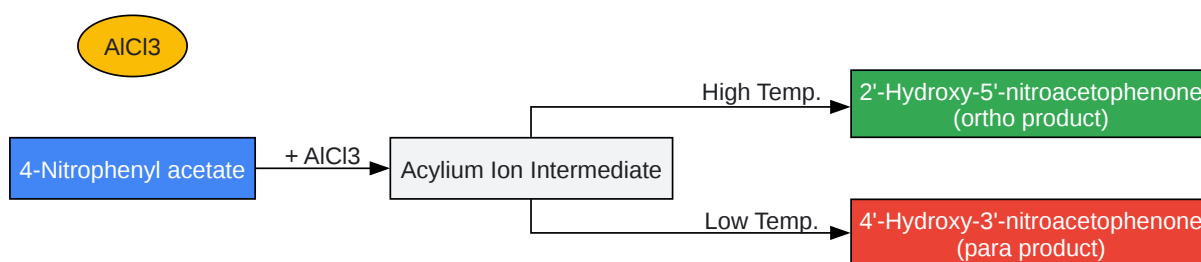 AlCl3
4-Nitrophenyl acetate
+ AlCl3
Acylium Ion Intermediate
High Temp.
2'-Hydroxy-5'-nitroacetophenone
(ortho product)
Low Temp.
4'-Hydroxy-3'-nitroacetophenone
(para product)